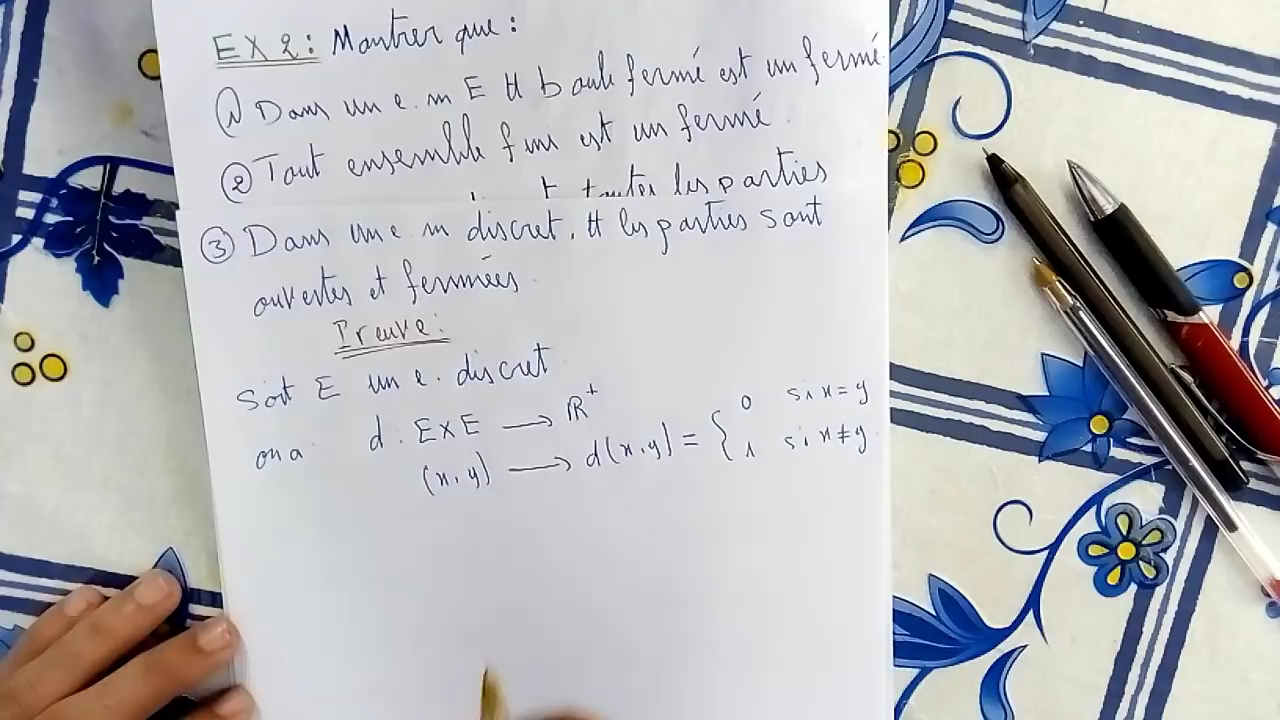 EX 2: Montrer que:
① Dans un e.m E tt boule fermé est un fermé.
② Tout ensemble fini est un fermé.
toutes les parties
③ Dans un e.m discret, tt les parties sont
ouvertes et fermées.
Preuve:
Soit E un e. discret.
on a: d: E×E ⟶ ℝ⁺
(x,y) ⟶ d(x,y) = { 0 si x=y
1 si x≠y.